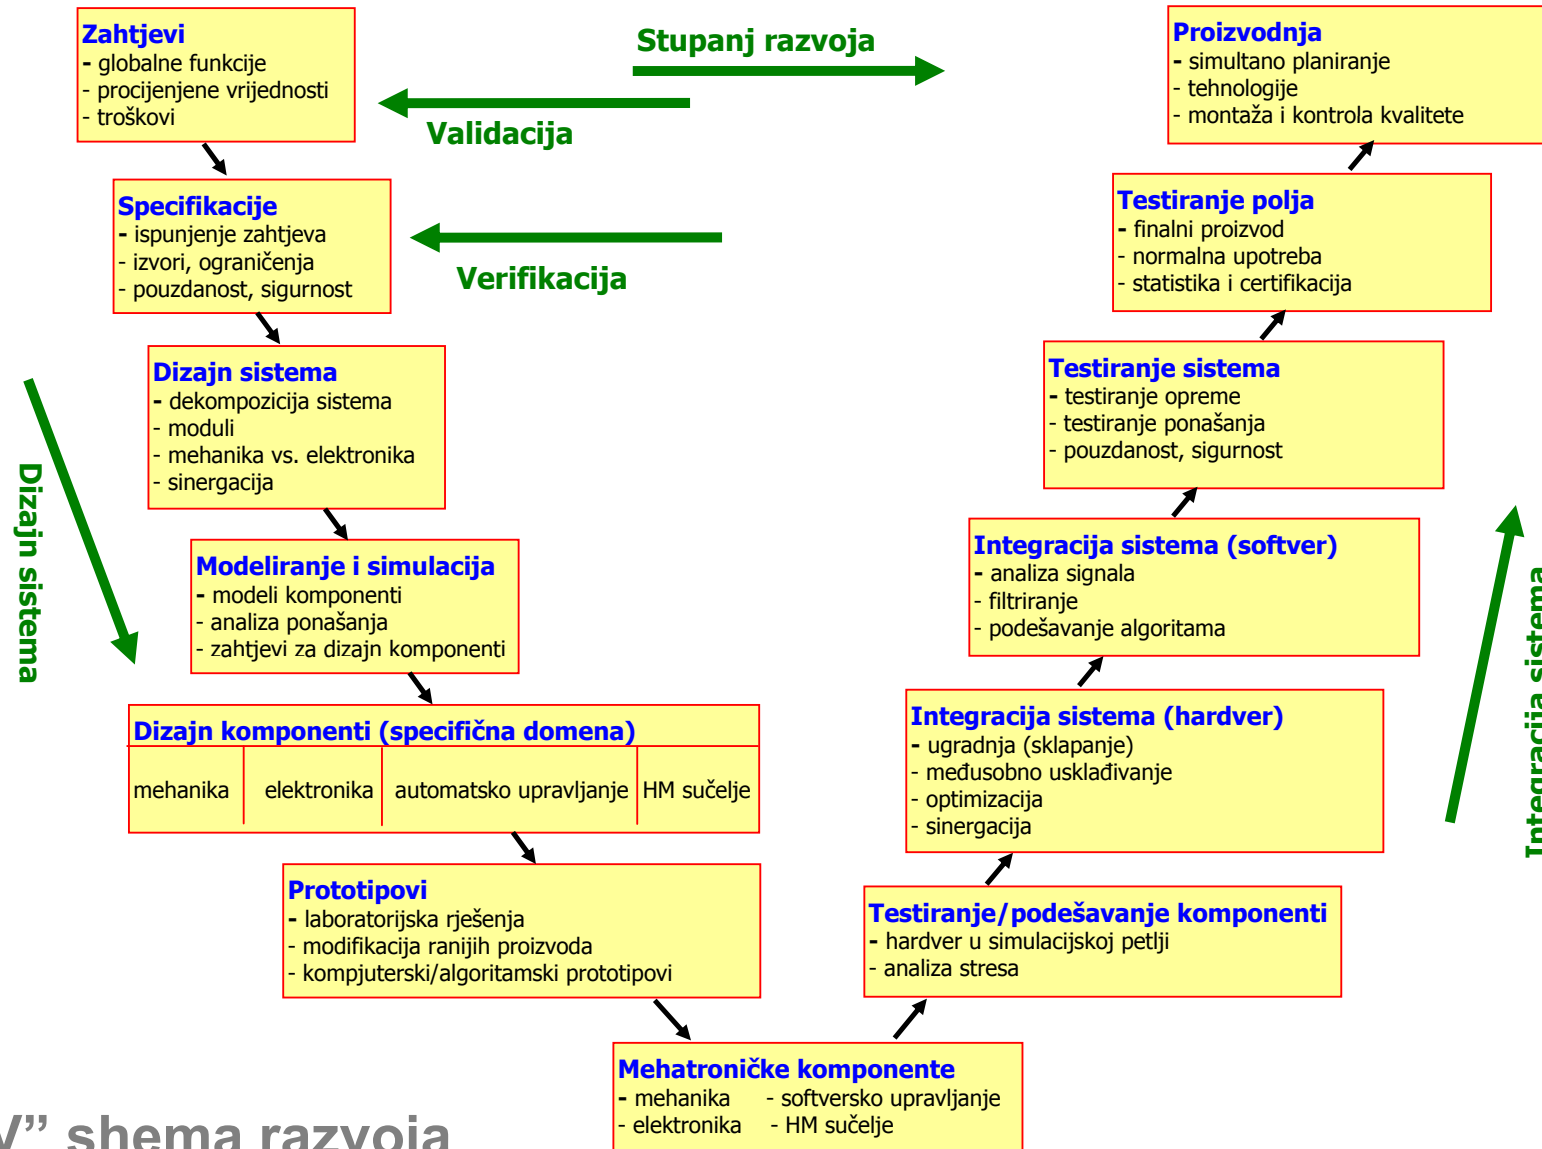 Zahtjevi
- globalne funkcije
- procijenjene vrijednosti
- troškovi
Stupanj razvoja
Validacija
Proizvodnja
- simultano planiranje
- tehnologije
- montaža i kontrola kvalitete
Specifikacije
- ispunjenje zahtjeva
- izvori, ograničenja
- pouzdanost, sigurnost
Verifikacija
Testiranje polja
- finalni proizvod
- normalna upotreba
- statistika i certifikacija
Dizajn sistema
- dekompozicija sistema
- moduli
- mehanika vs. elektronika
- sinergacija
Testiranje sistema
- testiranje opreme
- testiranje ponašanja
- pouzdanost, sigurnost
Dizajn sistema
Modeliranje i simulacija
- modeli komponenti
- analiza ponašanja
- zahtjevi za dizajn komponenti
Integracija sistema (softver)
- analiza signala
- filtriranje
- podešavanje algoritama
Integracija sistema
Dizajn komponenti (specifična domena)
mehanika elektronika automatsko upravljanje HM sučelje
Integracija sistema (hardver)
- ugradnja (sklapanje)
- međusobno usklađivanje
- optimizacija
- sinergacija
Prototipovi
- laboratorijska rješenja
- modifikacija ranijih proizvoda
- kompjuterski/algoritamski prototipovi
Testiranje/podešavanje komponenti
- hardver u simulacijskoj petlji
- analiza stresa
Mehatroničke komponente
- mehanika - softversko upravljanje
- elektronika - HM sučelje
V” shema razvoja